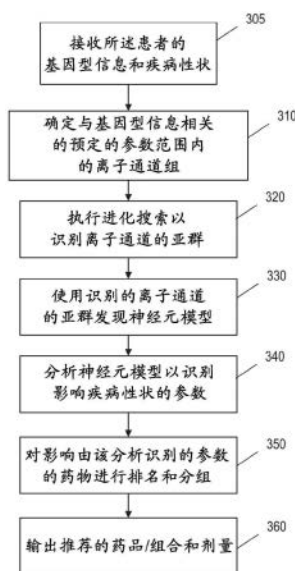 305
接收所述患者的
基因型信息和疾病性状
310
确定与基因型信息相关
的预定的参数范围内
的离子通道组
320
执行进化搜索以
识别离子通道的亚群
330
使用识别的离子通道
的亚群发现神经元模型
340
分析神经元模型以识别
影响疾病性状的参数
350
对影响由该分析识别的参数
的药物进行排名和分组
360
输出推荐的药品/组合和剂量